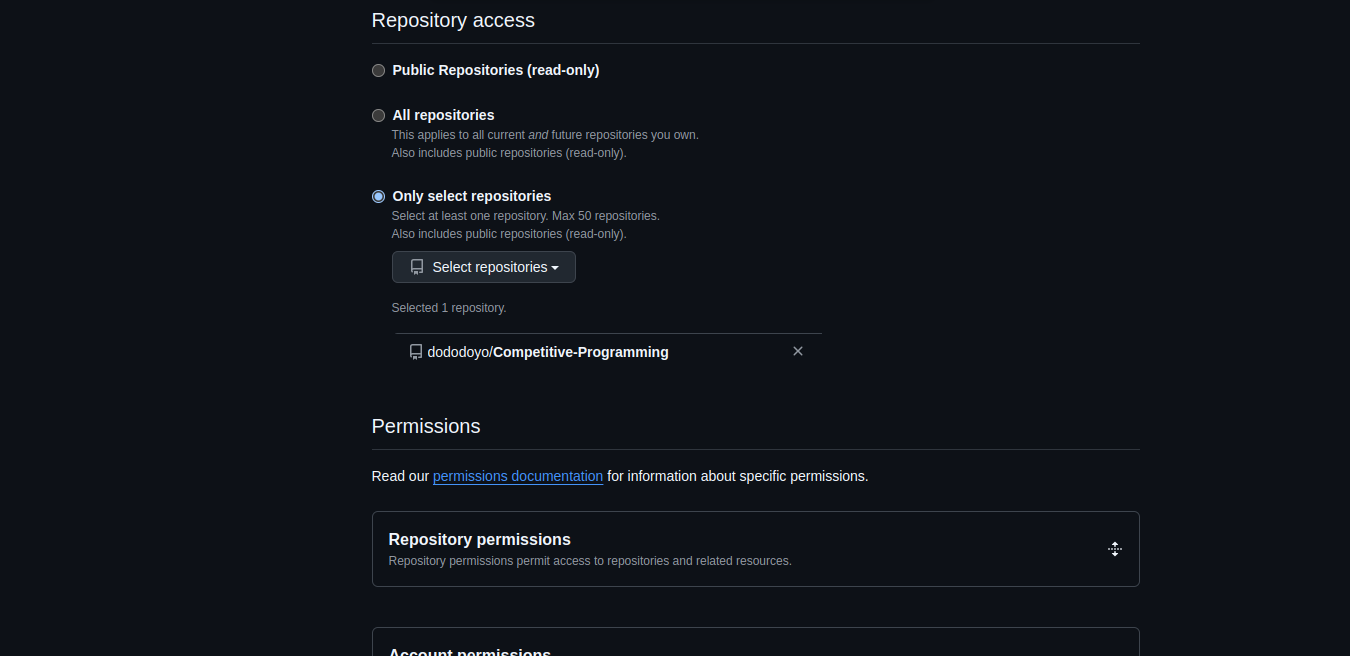 Repository access
Public Repositories (read-only)
All repositories
This applies to all current and future repositories you own.
Also includes public repositories (read-only).
Only select repositories
Select at least one repository. Max 50 repositories.
Also includes public repositories (read-only).
Select repositories
Selected 1 repository.
dododoyo/Competitive-Programming
Permissions
Read our permissions documentation for information about specific permissions.
Repository permissions
Repository permissions permit access to repositories and related resources.
Account permissions